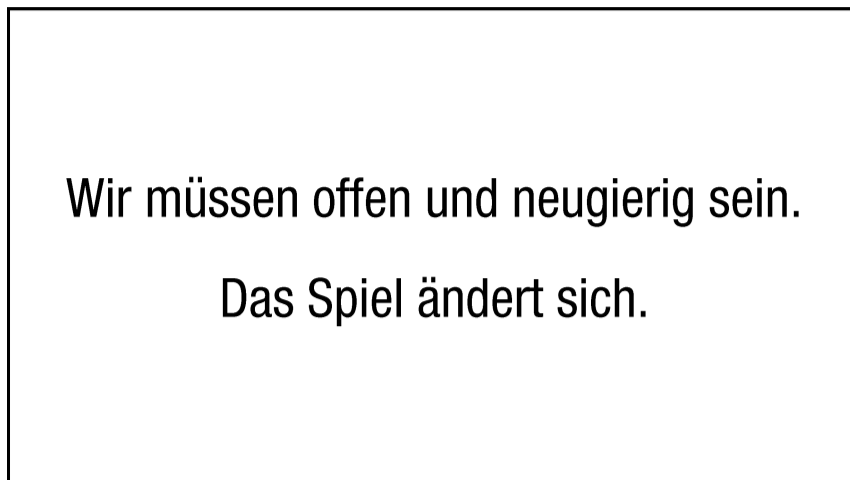 Wir müssen offen und neugierig sein.
Das Spiel ändert sich.